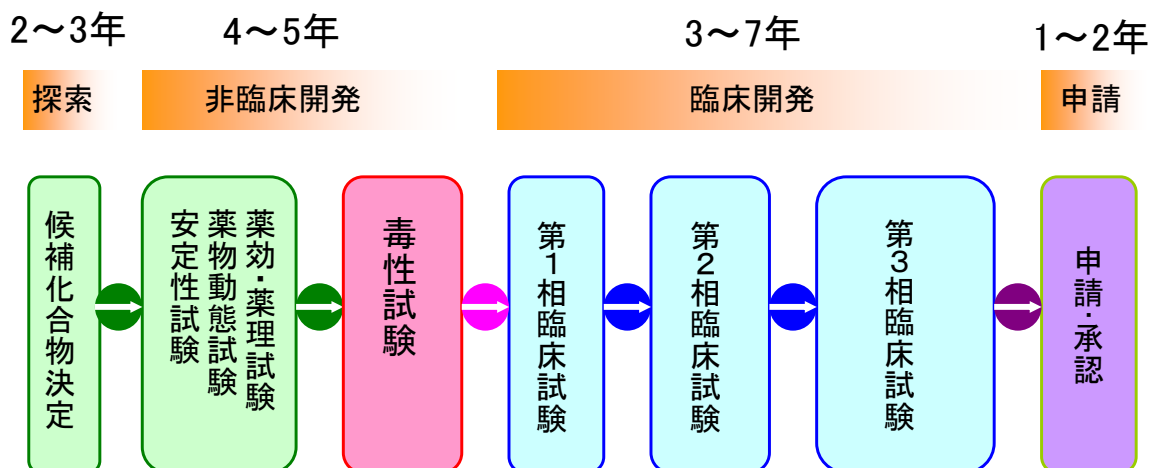 2～3年
4～5年
3～7年
1～2年
探索
非臨床開発
臨床開発
申請
候補化合物決定
薬効・薬理試験
薬物動態試験
安定性試験
毒性試験
第1相臨床試験
第2相臨床試験
第3相臨床試験
申請・承認